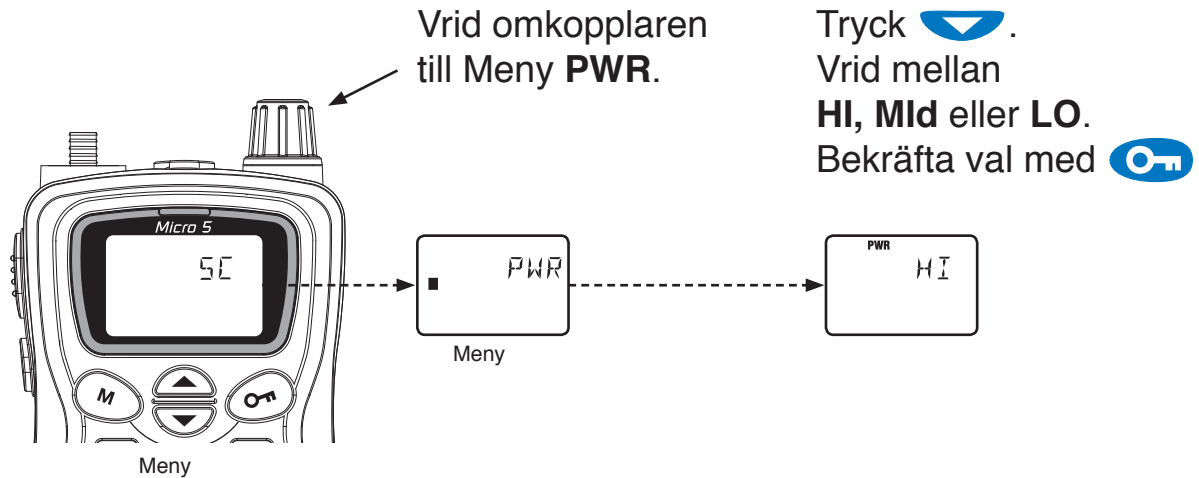 Vrid omkopplaren
till Meny PWR.
Tryck .
Vrid mellan
HI, MId eller LO.
Bekräfta val med
Micro 5
SC
PWR
PWR
HI
Meny
M
Meny